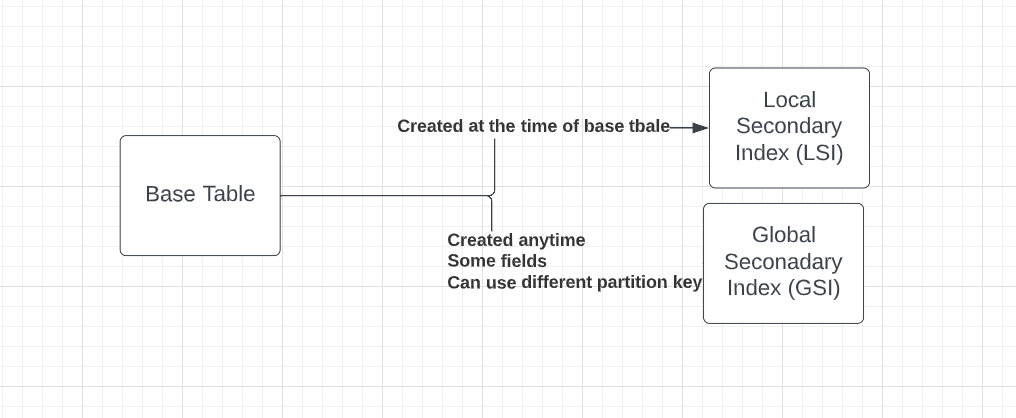 Base Table
Created at the time of base tbale
Local
Secondary
Index (LSI)
Created anytime
Some fields
Can use different partition key
Global
Seconadary
Index (GSI)